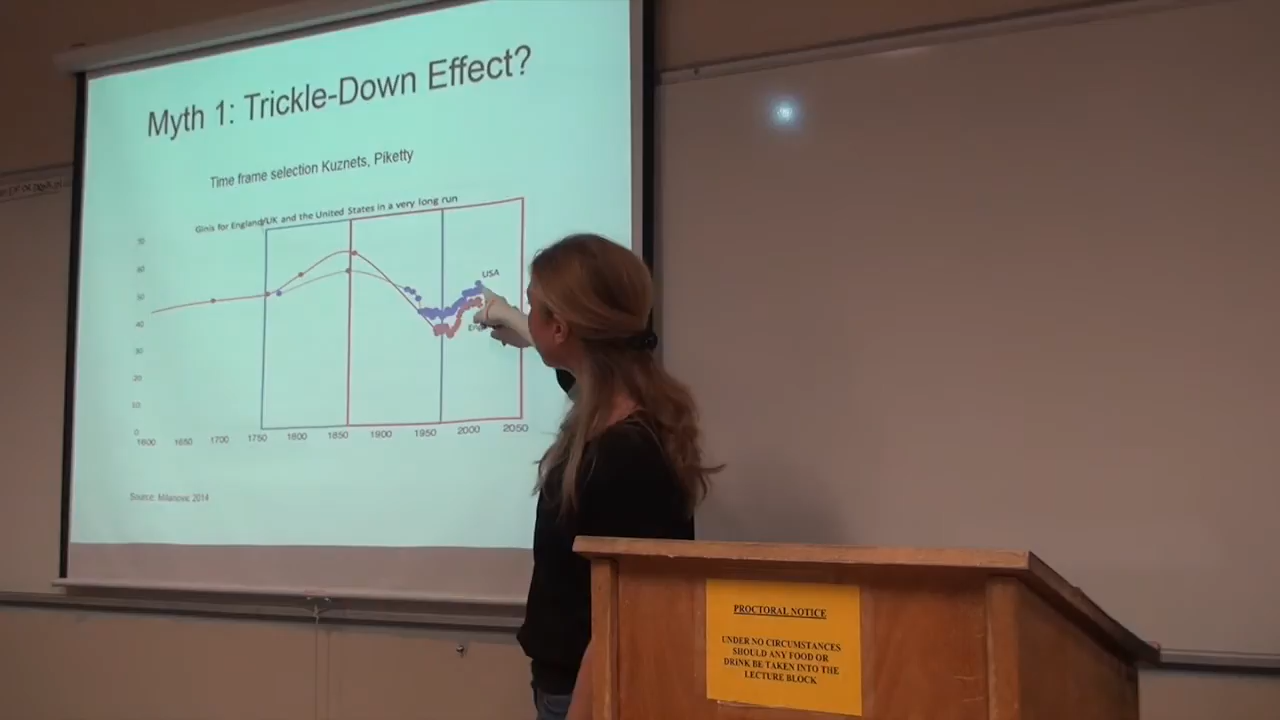 Myth 1: Trickle-Down Effect?
Time frame selection Kuznets, Piketty
Ginis for England/UK and the United States in a very long run
70
60
50
40
30
20
10
0
USA
1600 1650 1700 1750 1800 1850 1900 1950 2000 2050
Source: Milanovic 2014
PROCTORAL NOTICE
UNDER NO CIRCUMSTANCES
SHOULD ANY FOOD OR
DRINK BE TAKEN INTO THE
LECTURE BLOCK